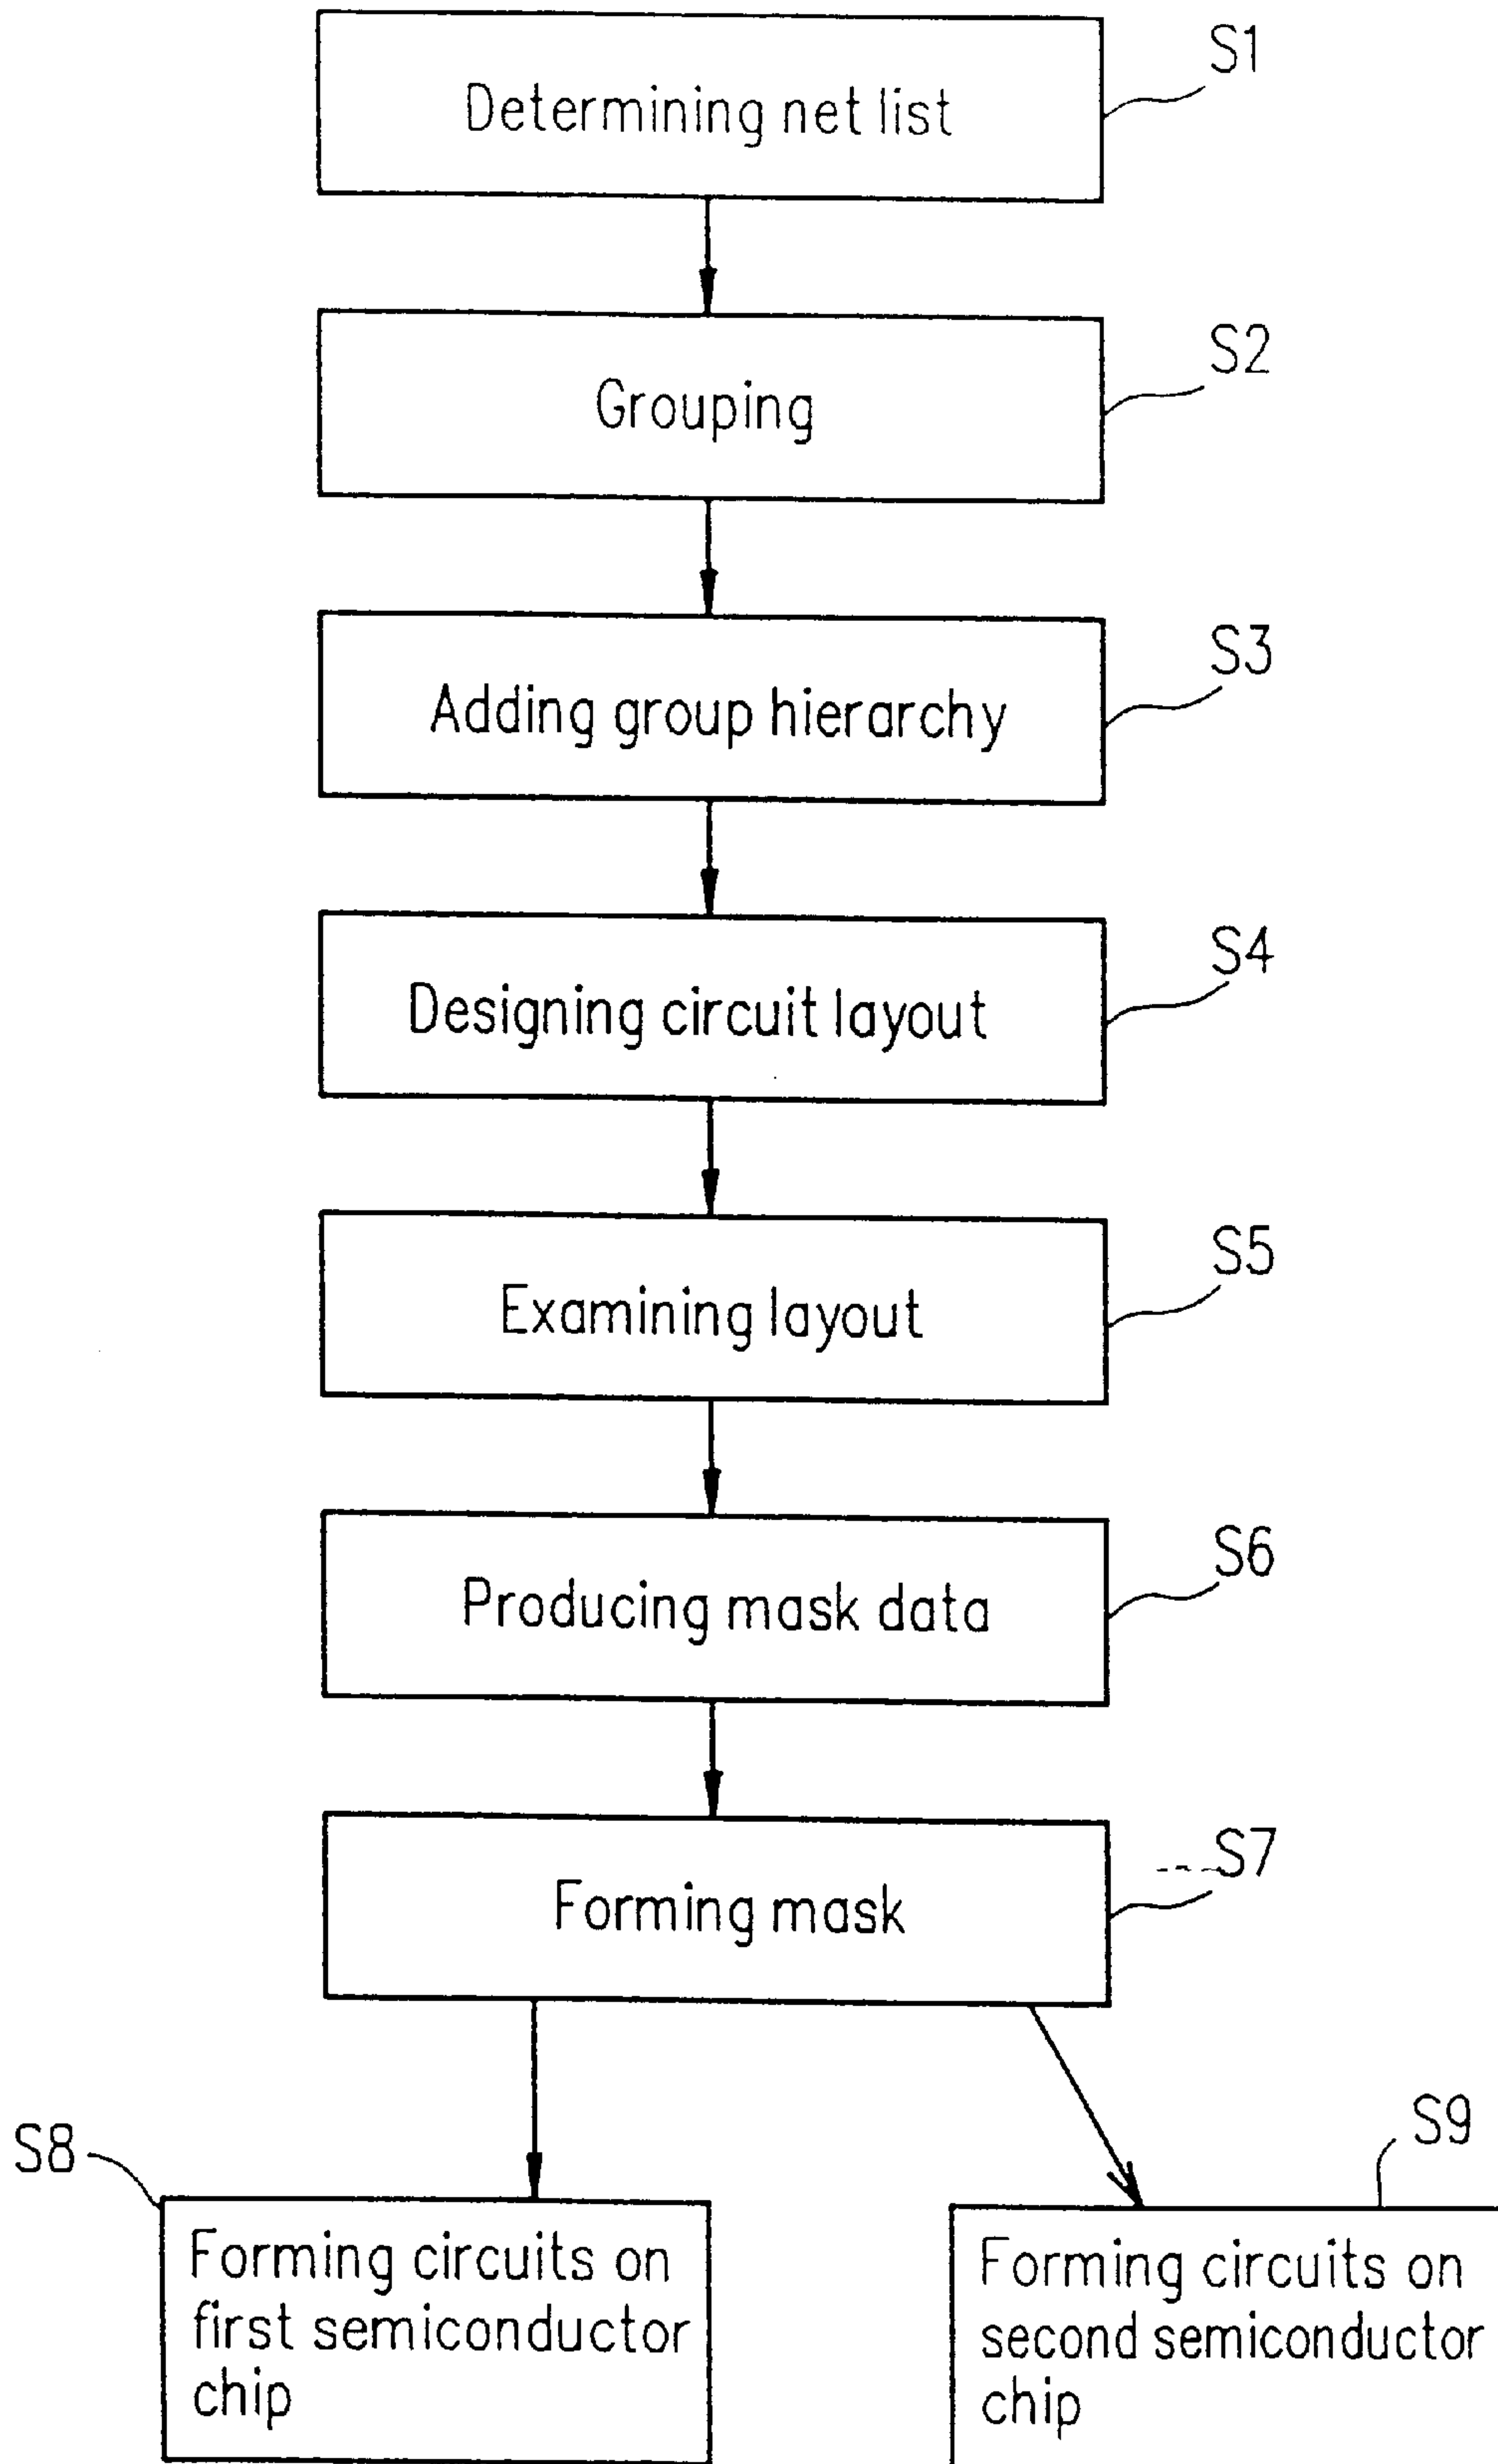 Determining net list
S1
Grouping
S2
Adding group hierarchy
S3
Designing circuit layout
S4
Examining layout
S5
Producing mask data
S6
Forming mask
S7
S8
Forming circuits on
first semiconductor
chip
S9
Forming circuits on
second semiconductor
chip